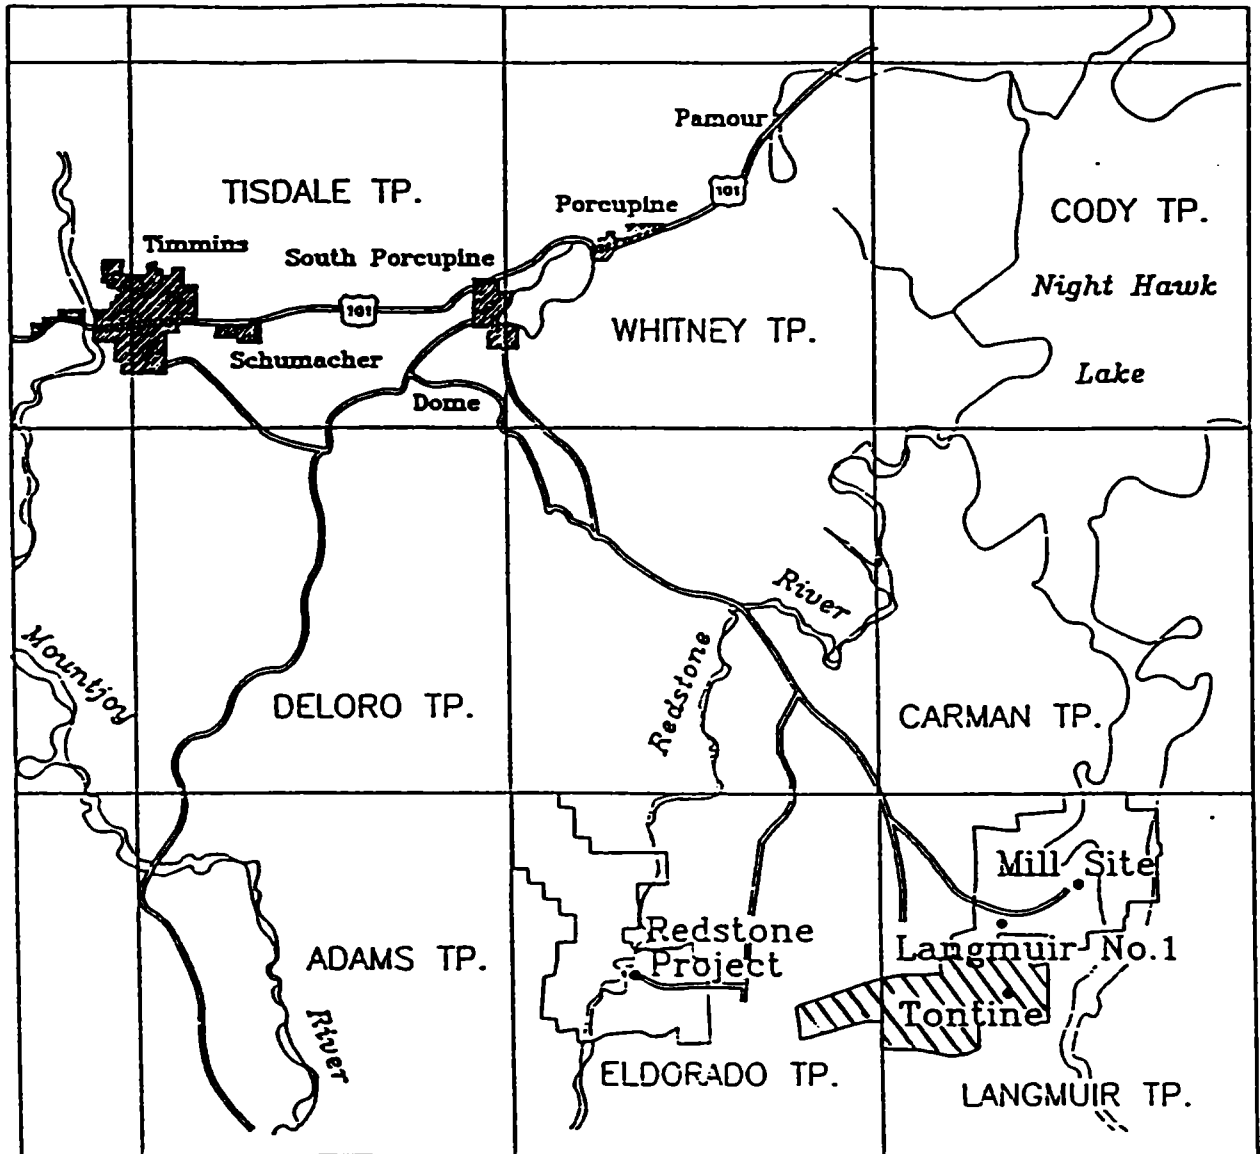 Pamour
TISDALE TP.
101
Porcupine
CODY TP.
Timmins
South Porcupine
Night Hawk
101
WHITNEY TP.
Schumacher
Lake
Dome
River
Mountjoy
Redstone
DELORO TP.
CARMAN TP.
Mill Site
Redstone
Langmuir No.1
ADAMS TP.
Project
Tontine
River
ELDORADO TP.
LANGMUIR TP.